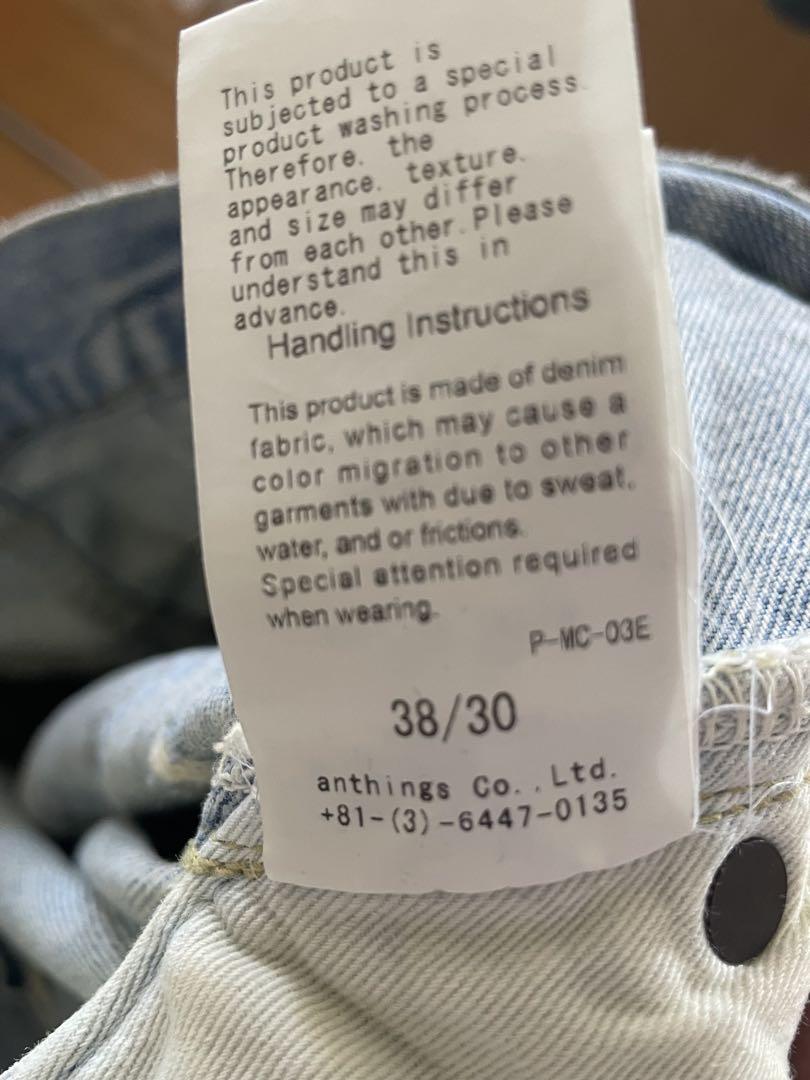 This product is
subjected to a special
product washing process.
Therefore. the
appearance. texture.
and size may differ
from each other.Please
understand this in
advance.
Handling Instructions
This product is made of denim
fabric, which may cause a
color migration to other
garments with due to sweat,
water, and or frictions.
Special attention required
when wearing.
P-MC-03E
38/30
anthings Co..Ltd.
+81-(3)-6447-0135